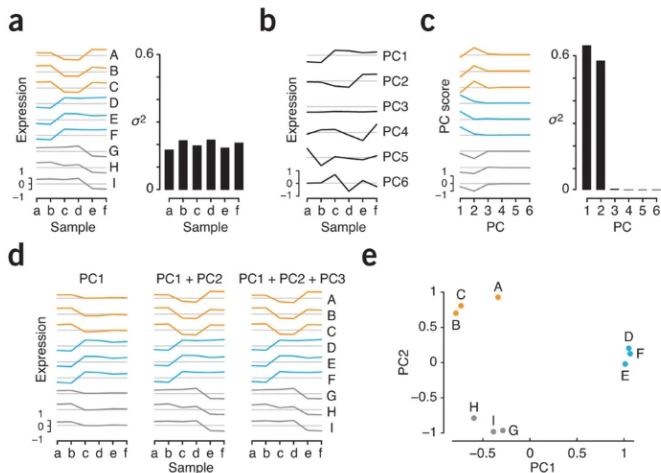 a
Expression
A
B
C
D
E
F
G
H
I
1
0
−1
a b c d e f
Sample
σ²
0.6
0
a b c d e f
Sample
b
Expression
PC1
PC2
PC3
PC4
PC5
PC6
1
0
−1
a b c d e f
Sample
c
PC score
1
0
−1
1 2 3 4 5 6
PC
σ²
0.6
0
1 2 3 4 5 6
PC
d
PC1 PC1 + PC2 PC1 + PC2 + PC3
Expression
A
B
C
D
E
F
G
H
I
1
0
−1
a b c d e f a b c d e f a b c d e f
Sample
e
PC2
1
0.5
0
−0.5
−1
C
B
A
D
F
E
H
I
G
−0.5 0 0.5 1
PC1